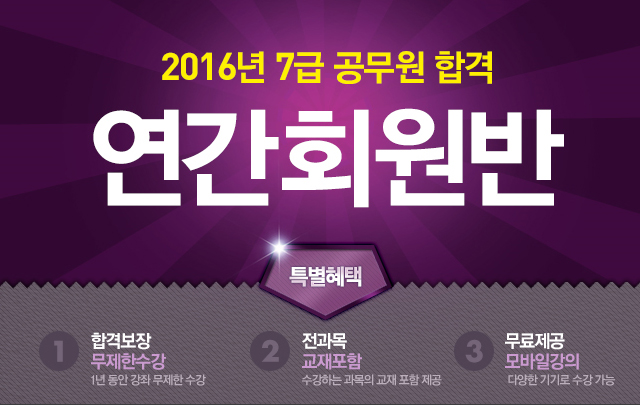 2016년 7급 공무원 합격
연간회원반
특별혜택
1
합격보장
무제한수강
1년 동안 강좌 무제한 수강
2
전과목
교재포함
수강하는 과목의 교재 포함 제공
3
무료제공
모바일강의
다양한 기기로 수강 가능